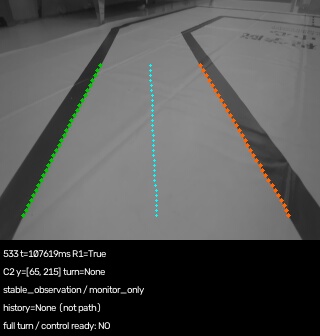 533 t=107619ms R1=True
C2 y=[65, 215] turn=None
stable_observation / monitor_only
history=None (not path)
full turn / control ready: NO